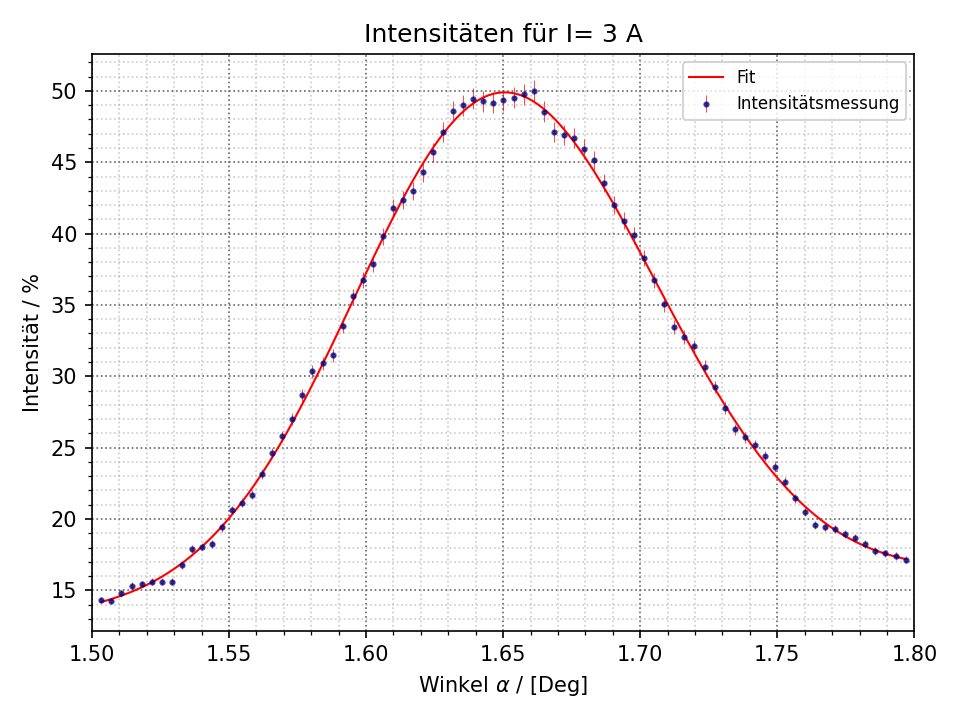 Intensitäten für I= 3 A
Fit
Intensitätsmessung
50
45
40
35
30
25
20
15
Intensität / %
1.50 1.55 1.60 1.65 1.70 1.75 1.80
Winkel α / [Deg]